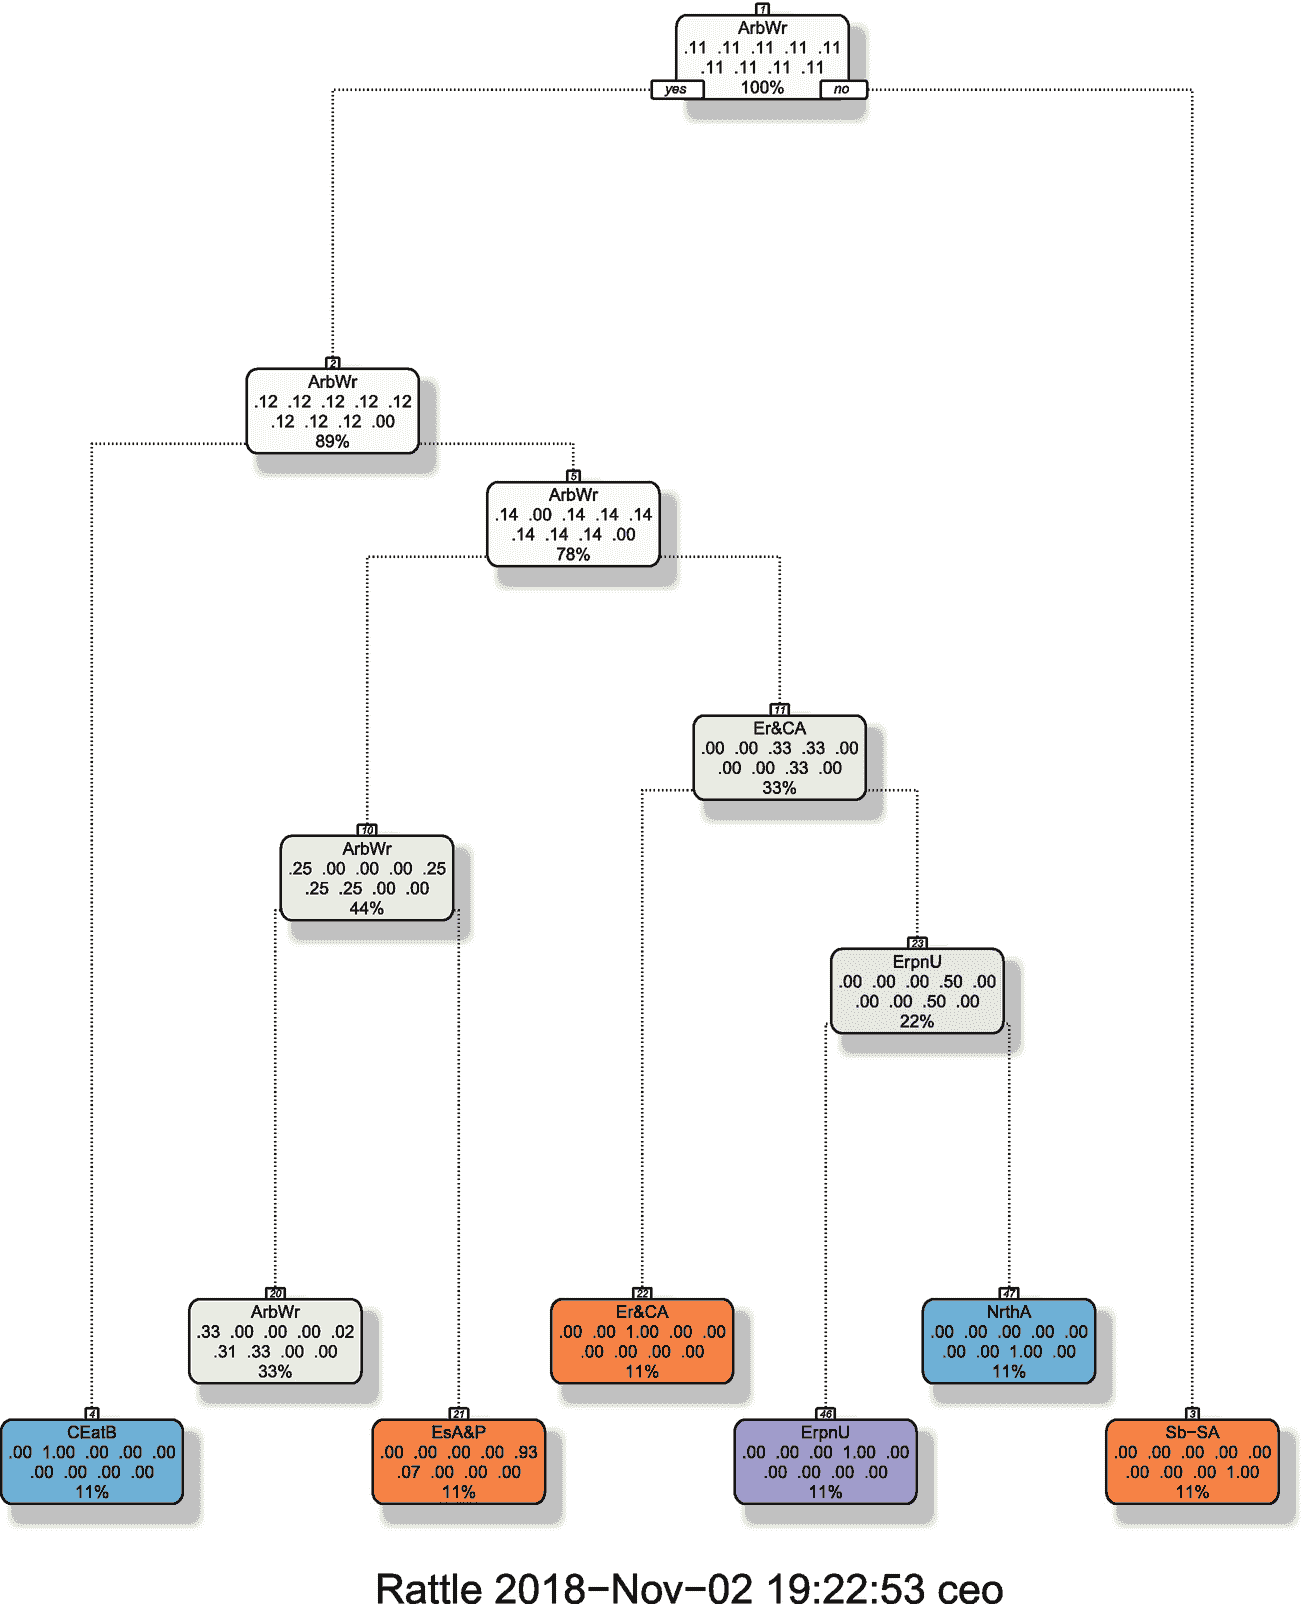 1
ArbWr
.11 .11 .11 .11 .11
.11 .11 .11 .11
100%
yes
no
2
ArbWr
.12 .12 .12 .12 .12
.12 .12 .12 .00
89%
5
ArbWr
.14 .00 .14 .14 .14
.14 .14 .14 .00
78%
11
Er&CA
.00 .00 .33 .33 .00
.00 .00 .33 .00
33%
10
ArbWr
.25 .00 .00 .00 .25
.25 .25 .00 .00
44%
23
ErpnU
.00 .00 .00 .50 .00
.00 .00 .50 .00
22%
20
ArbWr
.33 .00 .00 .00 .02
.31 .33 .00 .00
33%
22
Er&CA
.00 .00 1.00 .00 .00
.00 .00 .00 .00
11%
47
NrthA
.00 .00 .00 .00 .00
.00 .00 1.00 .00
11%
4
CEatB
.00 1.00 .00 .00 .00
.00 .00 .00 .00
11%
21
EsA&P
.00 .00 .00 .00 .93
.07 .00 .00 .00
11%
46
ErpnU
.00 .00 .00 1.00 .00
.00 .00 .00 .00
11%
3
Sb−SA
.00 .00 .00 .00 .00
.00 .00 .00 1.00
11%
Rattle 2018−Nov−02 19:22:53 ceo